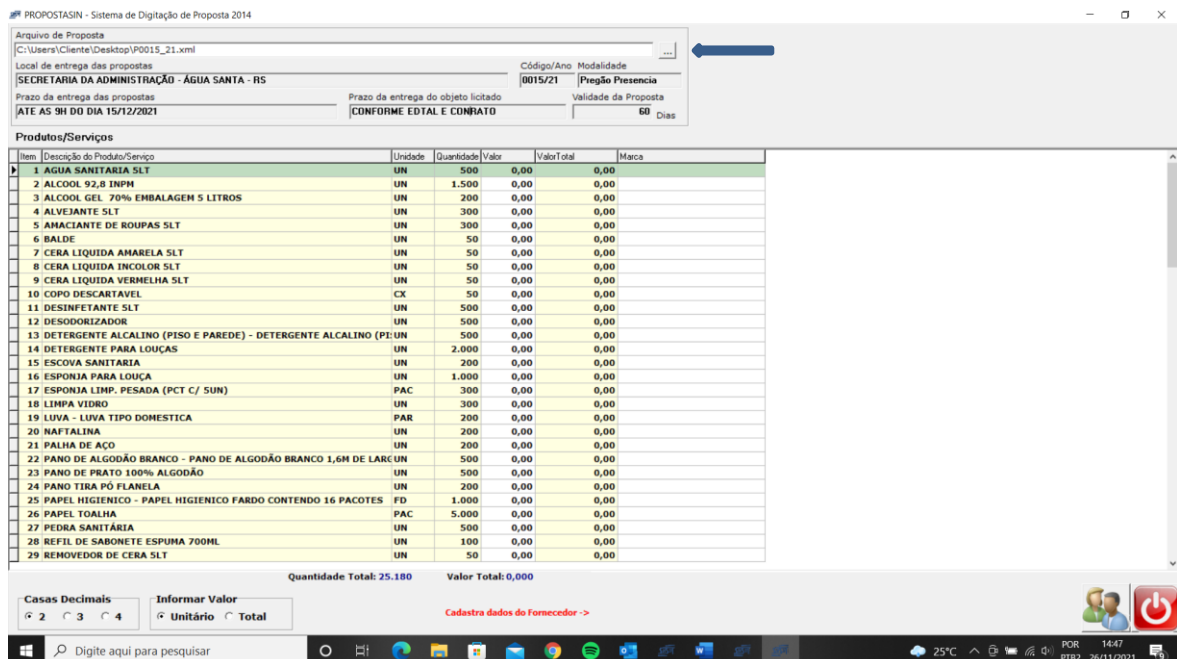 PROPOSTASIN - Sistema de Digitação de Proposta 2014
Arquivo de Proposta
C:\Users\Cliente\Desktop\P0015_21.xml ...
Local de entrega das propostas Código/Ano Modalidade
SECRETARIA DA ADMINISTRAÇÃO - ÁGUA SANTA - RS 0015/21 Pregão Presencia
Prazo da entrega das propostas Prazo da entrega do objeto licitado Validade da Proposta
ATE AS 9H DO DIA 15/12/2021 CONFORME EDTAL E CONRATO 60 Dias
Produtos/Serviços
Item Descrição do Produto/Serviço Unidade Quantidade Valor ValorTotal Marca
1 AGUA SANITARIA 5LT UN 500 0,00 0,00
2 ALCOOL 92,8 INPM UN 1.500 0,00 0,00
3 ALCOOL GEL 70% EMBALAGEM 5 LITROS UN 200 0,00 0,00
4 ALVEJANTE 5LT UN 300 0,00 0,00
5 AMACIANTE DE ROUPAS 5LT UN 300 0,00 0,00
6 BALDE UN 50 0,00 0,00
7 CERA LIQUIDA AMARELA 5LT UN 50 0,00 0,00
8 CERA LIQUIDA INCOLOR 5LT UN 50 0,00 0,00
9 CERA LIQUIDA VERMELHA 5LT UN 50 0,00 0,00
10 COPO DESCARTAVEL CX 50 0,00 0,00
11 DESINFETANTE 5LT UN 500 0,00 0,00
12 DESODORIZADOR UN 500 0,00 0,00
13 DETERGENTE ALCALINO (PISO E PAREDE) - DETERGENTE ALCALINO (PI: UN 500 0,00 0,00
14 DETERGENTE PARA LOUÇAS UN 2.000 0,00 0,00
15 ESCOVA SANITARIA UN 200 0,00 0,00
16 ESPONJA PARA LOUÇA UN 1.000 0,00 0,00
17 ESPONJA LIMP. PESADA (PCT C/ 5UN) PAC 300 0,00 0,00
18 LIMPA VIDRO UN 300 0,00 0,00
19 LUVA - LUVA TIPO DOMESTICA PAR 200 0,00 0,00
20 NAFTALINA UN 200 0,00 0,00
21 PALHA DE AÇO UN 200 0,00 0,00
22 PANO DE ALGODÃO BRANCO - PANO DE ALGODÃO BRANCO 1,6M DE LARG UN 500 0,00 0,00
23 PANO DE PRATO 100% ALGODÃO UN 500 0,00 0,00
24 PANO TIRA PÓ FLANELA UN 200 0,00 0,00
25 PAPEL HIGIENICO - PAPEL HIGIENICO FARDO CONTENDO 16 PACOTES FD 1.000 0,00 0,00
26 PAPEL TOALHA PAC 5.000 0,00 0,00
27 PEDRA SANITÁRIA UN 500 0,00 0,00
28 REFIL DE SABONETE ESPUMA 700ML UN 100 0,00 0,00
29 REMOVEDOR DE CERA 5LT UN 50 0,00 0,00
Quantidade Total: 25.180 Valor Total: 0,000
Casas Decimais Informar Valor
2 3 4 Unitário Total Cadastra dados do Fornecedor ->
Digite aqui para pesquisar 25°C POR 14:47
PTB2 26/11/2021 9